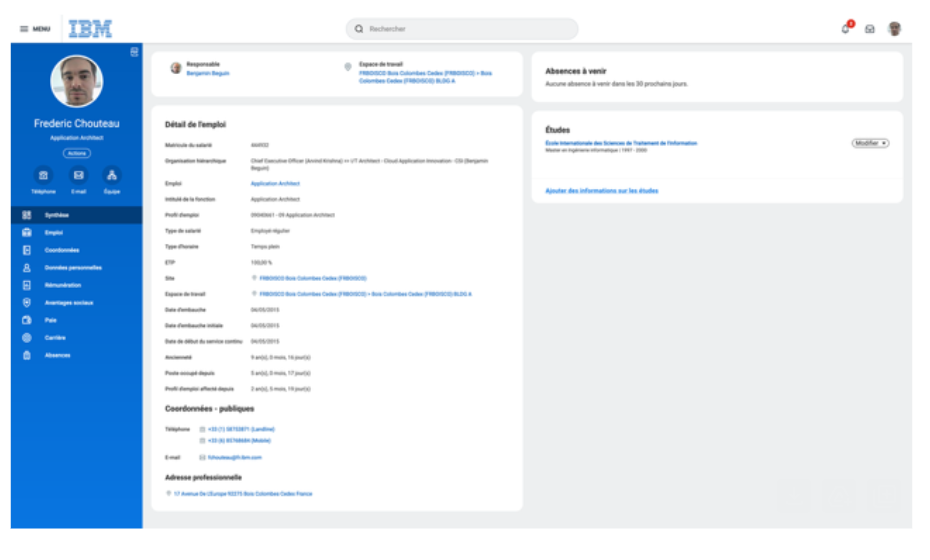 MENU
IBM
Rechercher
3
Frederic Chouteau
Application Architect
Actions
Téléphone
E-mail
Équipe
Synthèse
Emploi
Coordonnées
Données personnelles
Rémunération
Avantages sociaux
Paie
Carrière
Absences
Responsable
Benjamin Beguin
Espace de travail
FRBOISCO Bois Colombes Cedex (FRBOISCO) > Bois
Colombes Cedex (FRBOISCO) BLDG A
Détail de l'emploi
Matricule du salarié
Organisation hiérarchique Chief Executive Officer (Arvind Krishna) >> UT Architect - Cloud Application Innovation - CGI (Benjamin
Beguin)
Emploi Application Architect
Intitulé de la fonction Application Architect
Profil d'emploi 09040661 - 09 Application Architect
Type de salarié Employé régulier
Type d'horaire Temps plein
ETP 100,00 %
Site FRBOISCO Bois Colombes Cedex (FRBOISCO)
Espace de travail FRBOISCO Bois Colombes Cedex (FRBOISCO) > Bois Colombes Cedex (FRBOISCO) BLDG A
Date d'embauche 04/05/2015
Date d'embauche initiale 04/05/2015
Date de début du service continu 04/05/2015
Ancienneté 9 an(s), 0 mois, 16 jour(s)
Poste occupé depuis 5 an(s), 0 mois, 17 jour(s)
Profil d'emploi affecté depuis 2 an(s), 5 mois, 19 jour(s)
Coordonnées - publiques
Téléphone +33 (1) 58752871 (Landline)
+33 (6) 83768684 (Mobile)
E-mail fchouteau@fr.ibm.com
Adresse professionnelle
17 Avenue De L'Europe 92275 Bois Colombes Cedex France
Absences à venir
Aucune absence à venir dans les 30 prochains jours.
Études
École Internationale des Sciences du Traitement de l'Information
Master en Ingénierie Informatique | 1997 - 2000
Modifier
Ajouter des informations sur les études